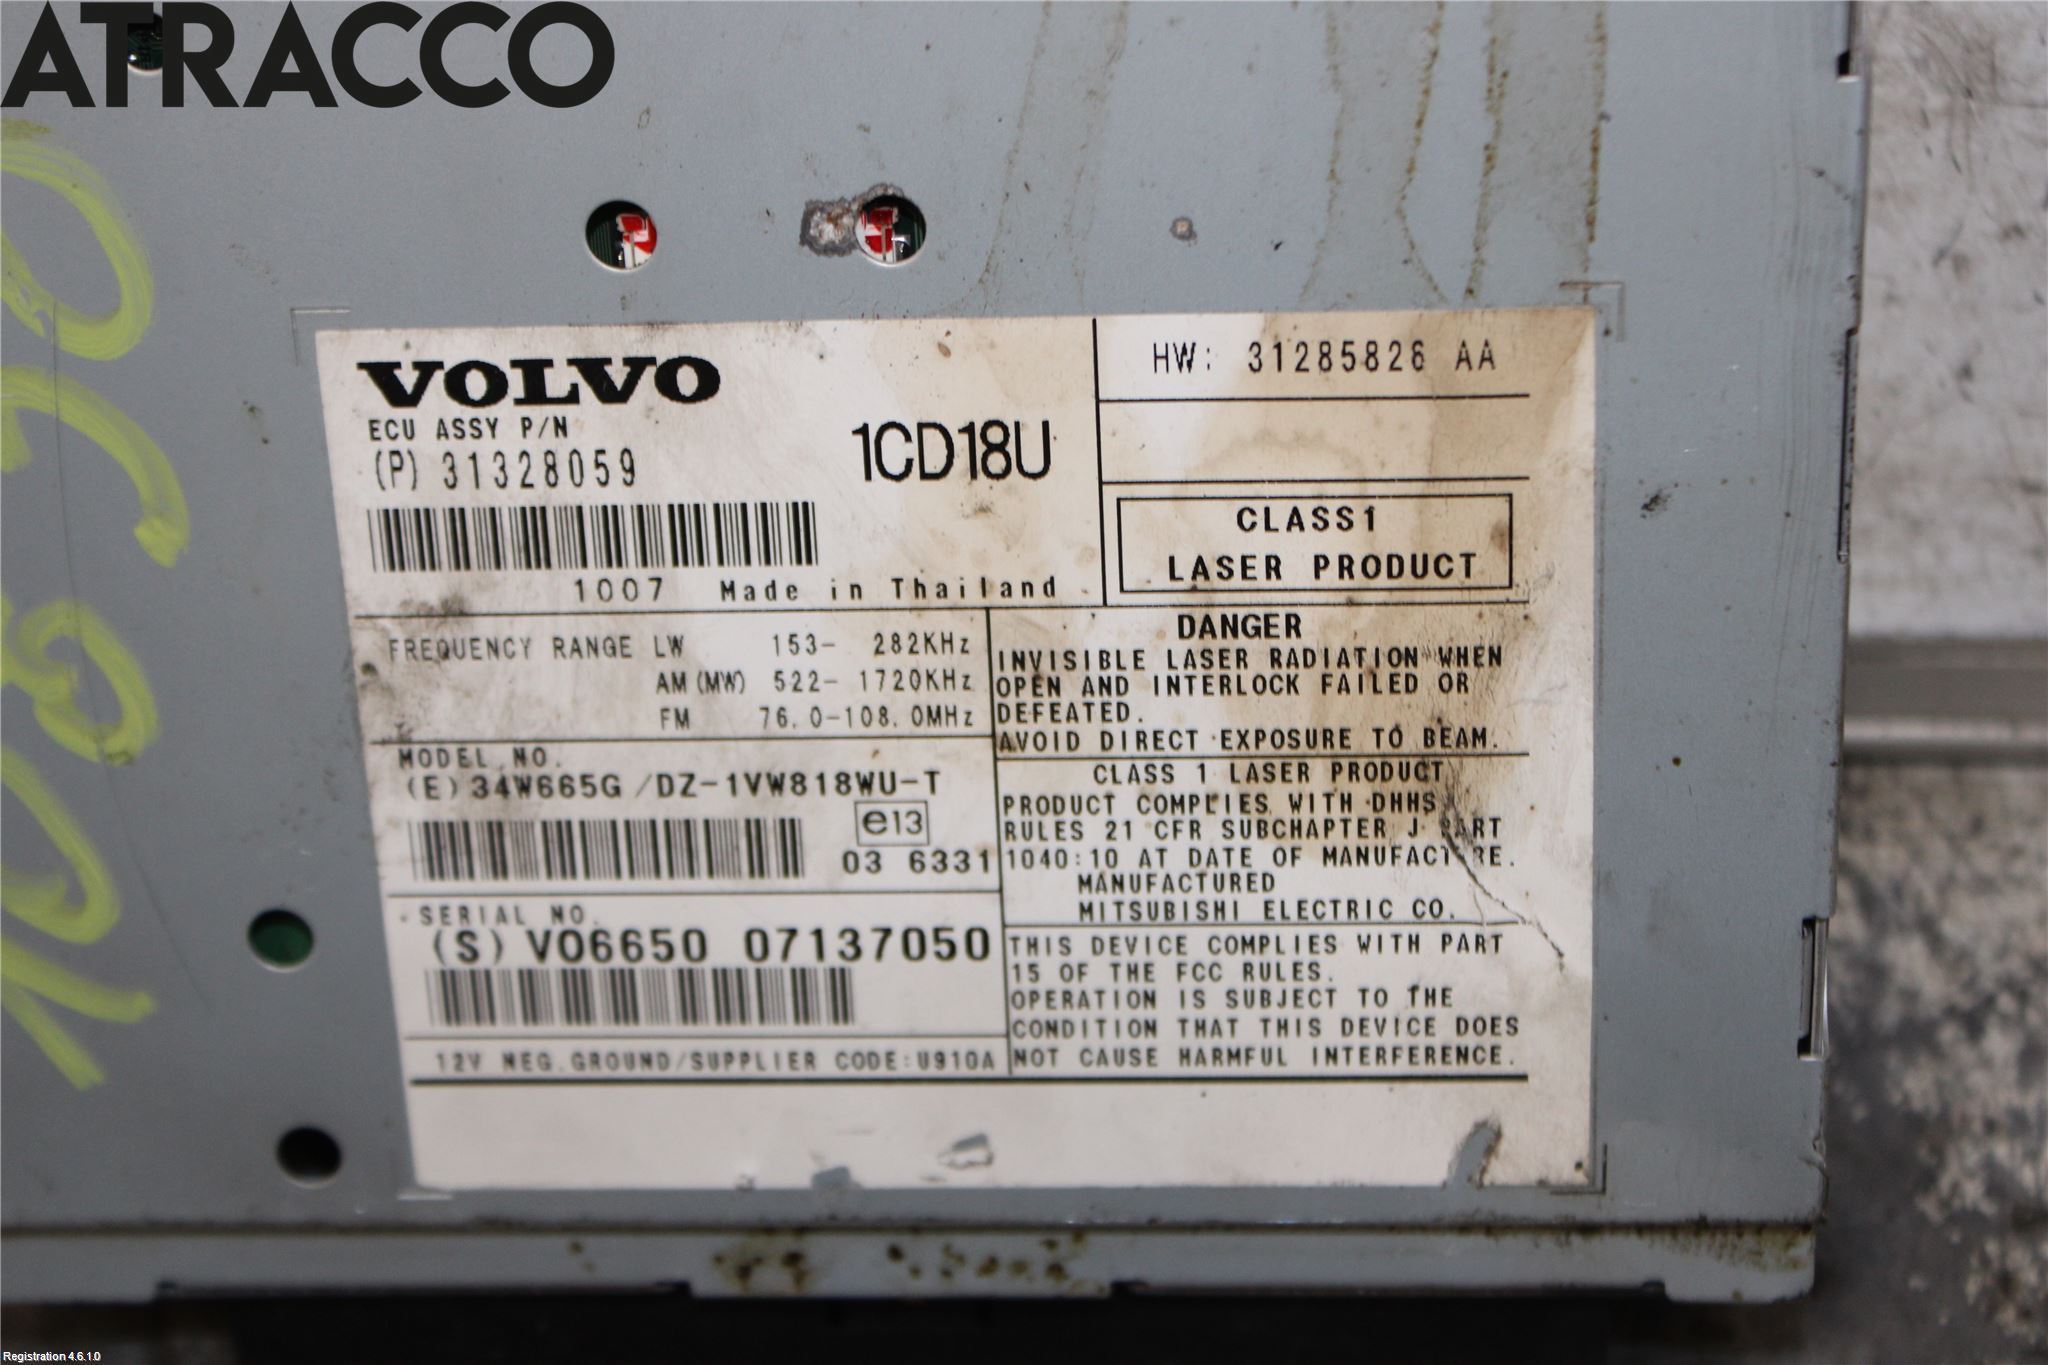 ATRACCO
VOLVO
ECU ASSY P/N
(P) 31328059
1CD18U
1007 Made in Thailand
HW: 31285826 AA
CLASS1
LASER PRODUCT
FREQUENCY RANGE LW 153- 282KHz
AM (MW) 522- 1720KHz
FM 76.0-108.0MHz
DANGER
INVISIBLE LASER RADIATION WHEN
OPEN AND INTERLOCK FAILED OR
DEFEATED.
AVOID DIRECT EXPOSURE TO BEAM.
MODEL NO.
(E) 34W665G /DZ-1VW818WU-T
e13
03 6331
CLASS 1 LASER PRODUCT
PRODUCT COMPLIES WITH DHHS
RULES 21 CFR SUBCHAPTER J PART
1040:10 AT DATE OF MANUFACTURE.
MANUFACTURED
MITSUBISHI ELECTRIC CO.
SERIAL NO.
(S) VO6650 07137050
12V NEG.GROUND/SUPPLIER CODE:U910A
THIS DEVICE COMPLIES WITH PART
15 OF THE FCC RULES.
OPERATION IS SUBJECT TO THE
CONDITION THAT THIS DEVICE DOES
NOT CAUSE HARMFUL INTERFERENCE.
Registration 4.6.1.0